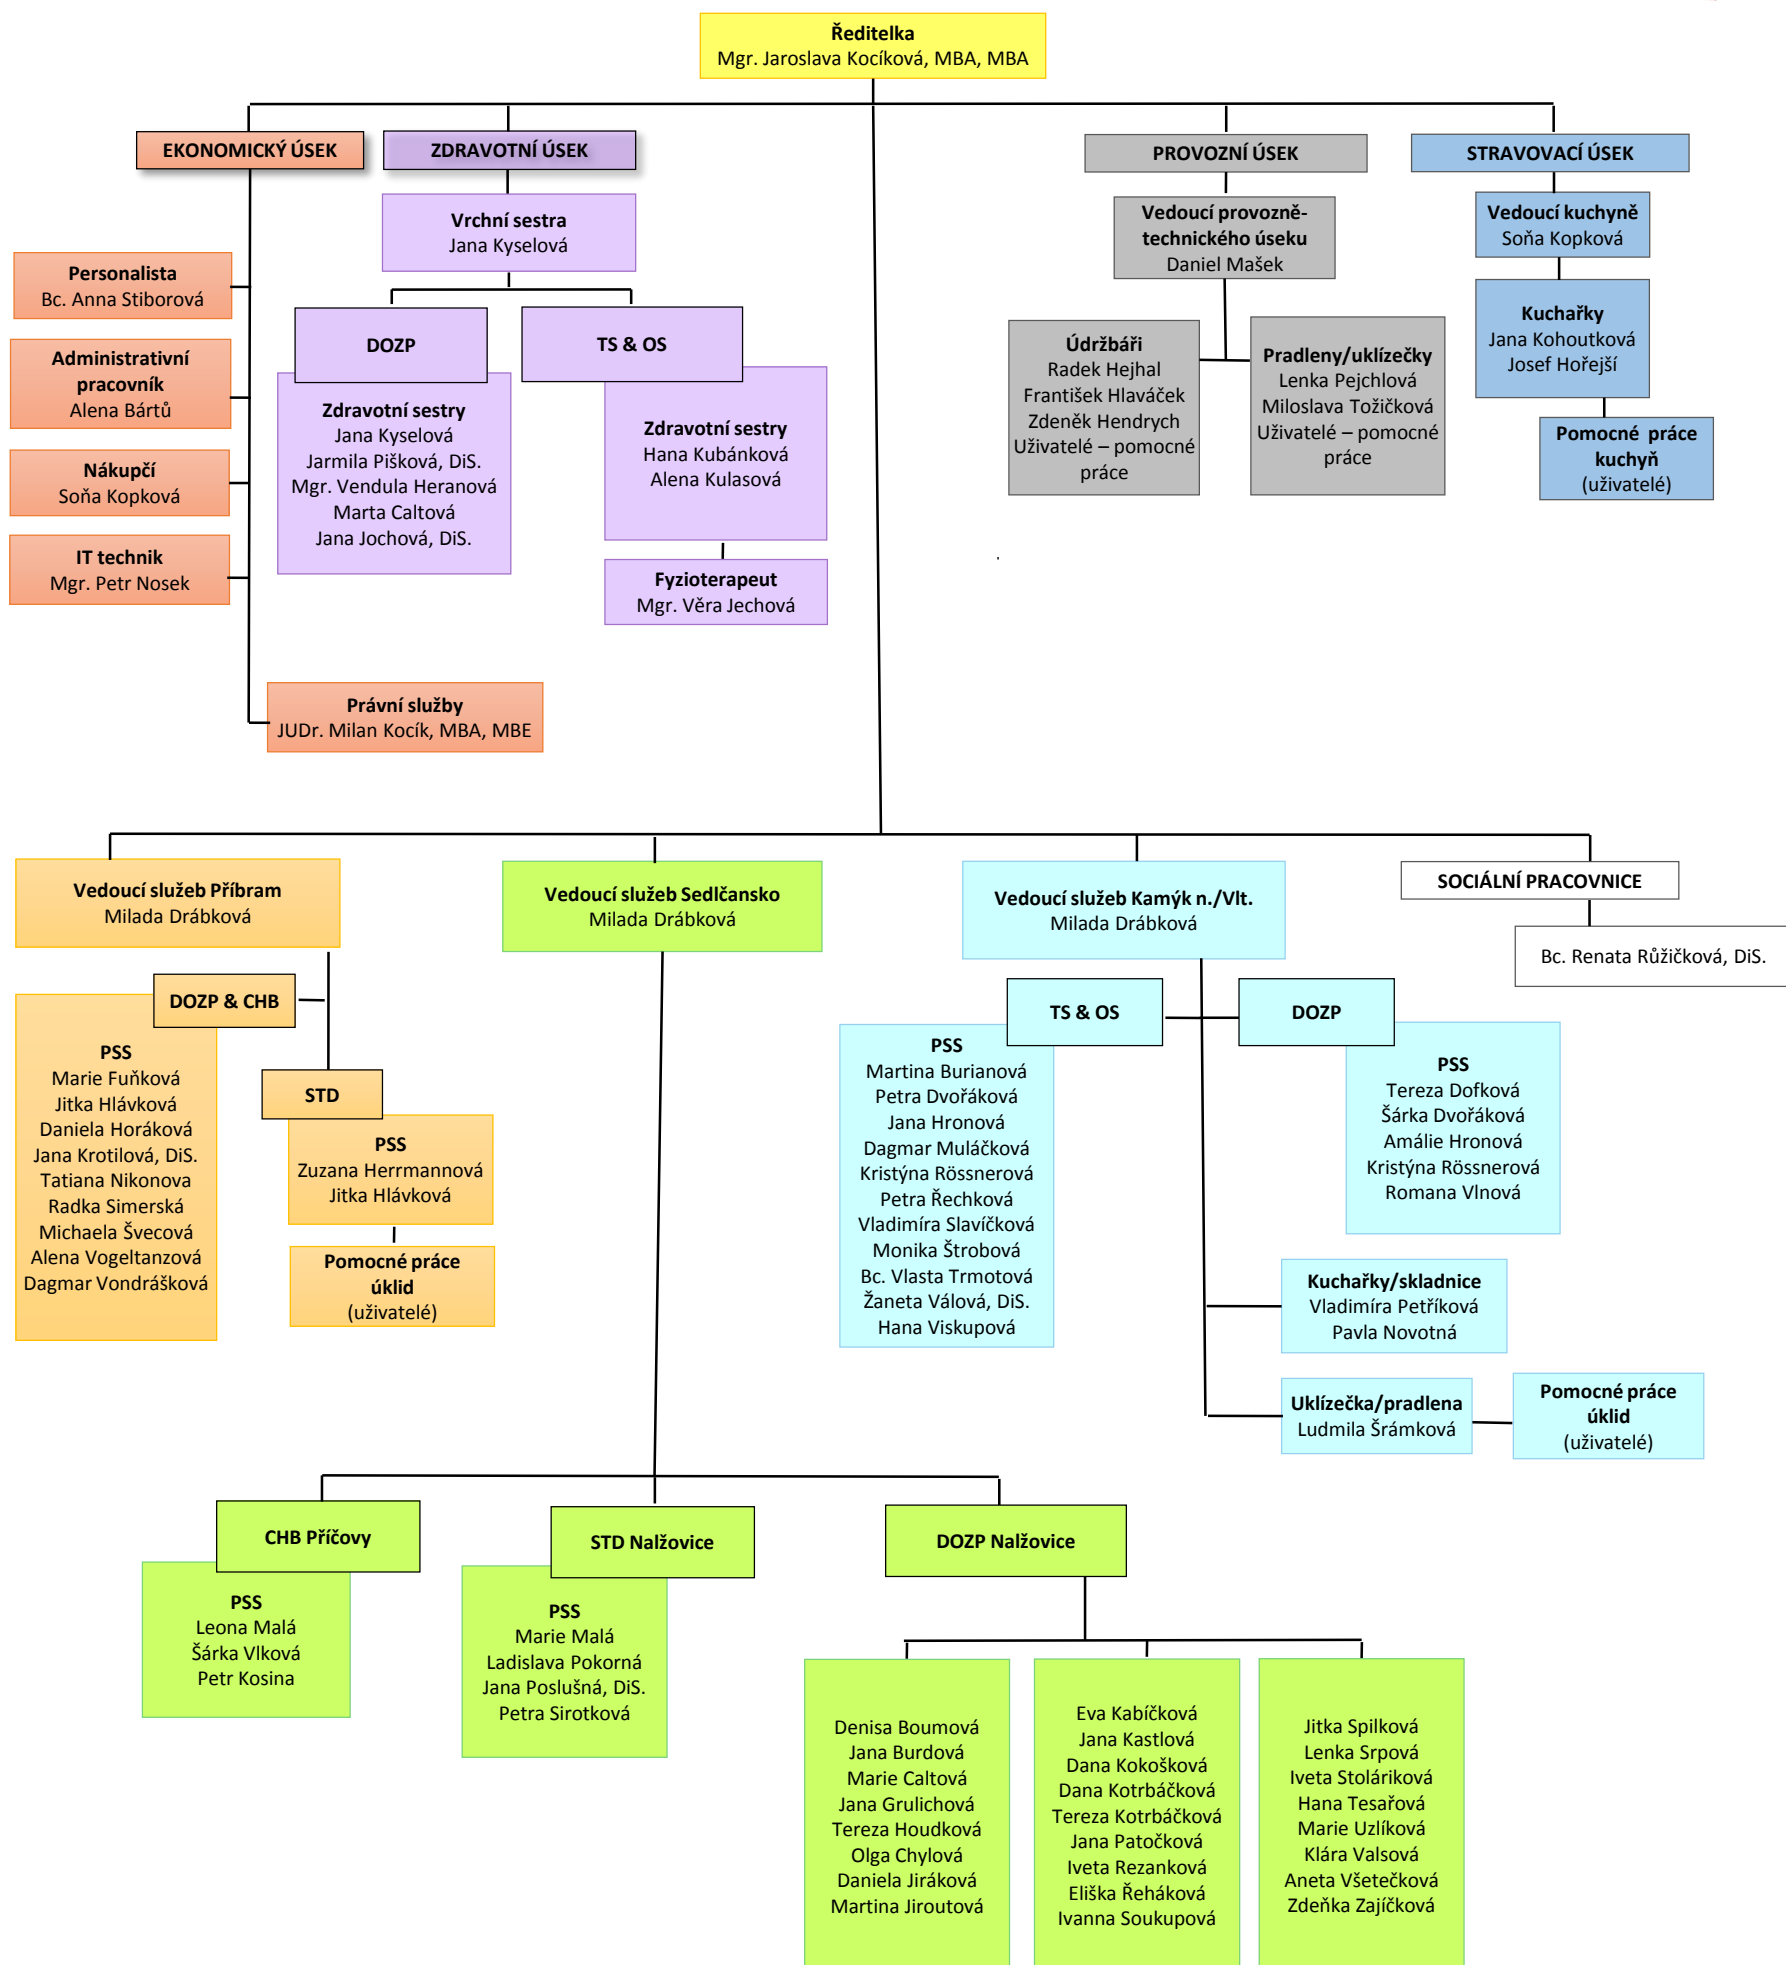 Ředitelka
Mgr. Jaroslava Kocíková, MBA, MBA
EKONOMICKÝ ÚSEK
ZDRAVOTNÍ ÚSEK
PROVOZNÍ ÚSEK
STRAVOVACÍ ÚSEK
Personalista
Bc. Anna Stiborová
Administrativní
pracovník
Alena Bártů
Nákupčí
Soňa Kopková
IT technik
Mgr. Petr Nosek
Právní služby
JUDr. Milan Kocík, MBA, MBE
Vrchní sestra
Jana Kyselová
DOZP
Zdravotní sestry
Jana Kyselová
Jarmila Pišková, DiS.
Mgr. Vendula Heranová
Marta Caltová
Jana Jochová, DiS.
TS & OS
Zdravotní sestry
Hana Kubánková
Alena Kulasová
Fyzioterapeut
Mgr. Věra Jechová
Vedoucí provozně-
technického úseku
Daniel Mašek
Údržbáři
Radek Hejhal
František Hlaváček
Zdeněk Hendrych
Uživatelé – pomocné
práce
Pradleny/uklízečky
Lenka Pejchlová
Miloslava Tožičková
Uživatelé – pomocné
práce
Vedoucí kuchyně
Soňa Kopková
Kuchařky
Jana Kohoutková
Josef Hořejší
Pomocné práce
kuchyň
(uživatelé)
Vedoucí služeb Příbram
Milada Drábková
DOZP & CHB
PSS
Marie Fuňková
Jitka Hlávková
Daniela Horáková
Jana Krotilová, DiS.
Tatiana Nikonova
Radka Simerská
Michaela Švecová
Alena Vogeltanzová
Dagmar Vondrášková
STD
PSS
Zuzana Herrmannová
Jitka Hlávková
Pomocné práce
úklid
(uživatelé)
Vedoucí služeb Sedlčansko
Milada Drábková
Vedoucí služeb Kamýk n./Vlt.
Milada Drábková
TS & OS
PSS
Martina Burianová
Petra Dvořáková
Jana Hronová
Dagmar Muláčková
Kristýna Rössnerová
Petra Řechková
Vladimíra Slavíčková
Monika Štrobová
Bc. Vlasta Trmotová
Žaneta Válová, DiS.
Hana Viskupová
DOZP
PSS
Tereza Dofková
Šárka Dvořáková
Amálie Hronová
Kristýna Rössnerová
Romana Vlnová
Kuchařky/skladnice
Vladimíra Petříková
Pavla Novotná
Uklízečka/pradlena
Ludmila Šrámková
Pomocné práce
úklid
(uživatelé)
SOCIÁLNÍ PRACOVNICE
Bc. Renata Růžičková, DiS.
CHB Příčovy
PSS
Leona Malá
Šárka Vlková
Petr Kosina
STD Nalžovice
PSS
Marie Malá
Ladislava Pokorná
Jana Poslušná, DiS.
Petra Sirotková
DOZP Nalžovice
Denisa Boumová
Jana Burdová
Marie Caltová
Jana Grulichová
Tereza Houdková
Olga Chylová
Daniela Jiráková
Martina Jiroutová
Eva Kabíčková
Jana Kastlová
Dana Kokošková
Dana Kotrbáčková
Tereza Kotrbáčková
Jana Patočková
Iveta Rezanková
Eliška Řeháková
Ivanna Soukupová
Jitka Spilková
Lenka Srpová
Iveta Stoláriková
Hana Tesařová
Marie Uzlíková
Klára Valsová
Aneta Všetečková
Zdeňka Zajíčková